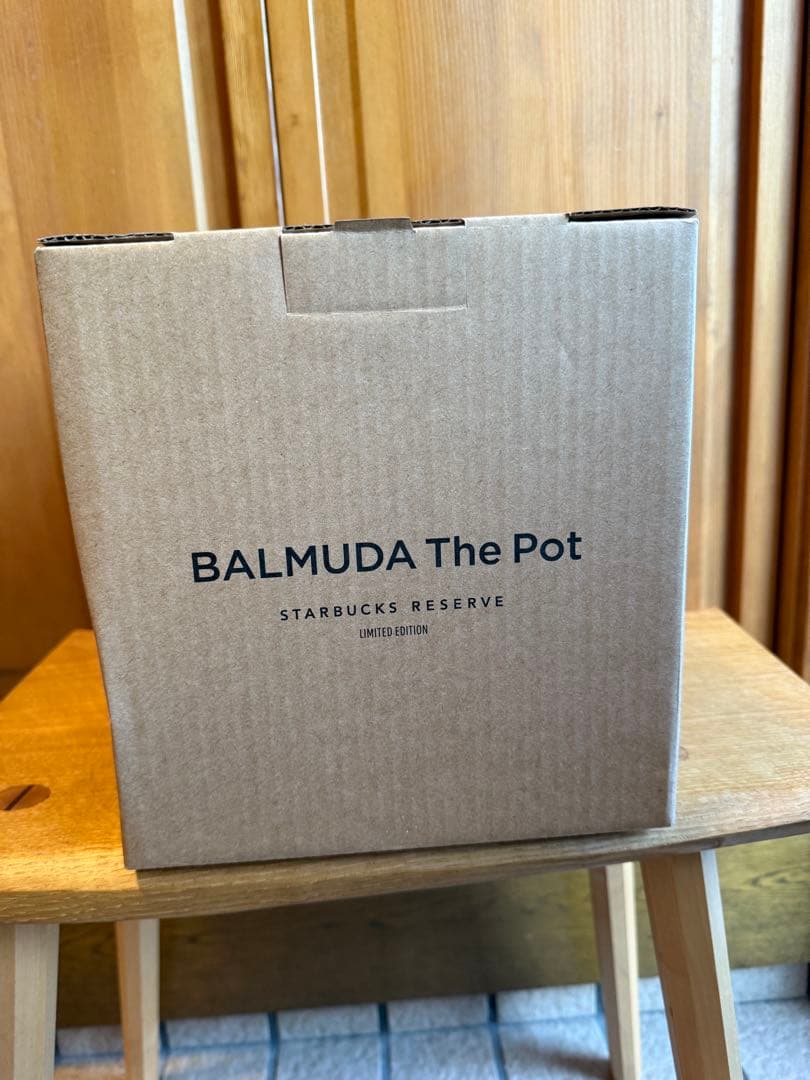 BALMUDA The Pot
STARBUCKS RESERVE
LIMITED EDITION